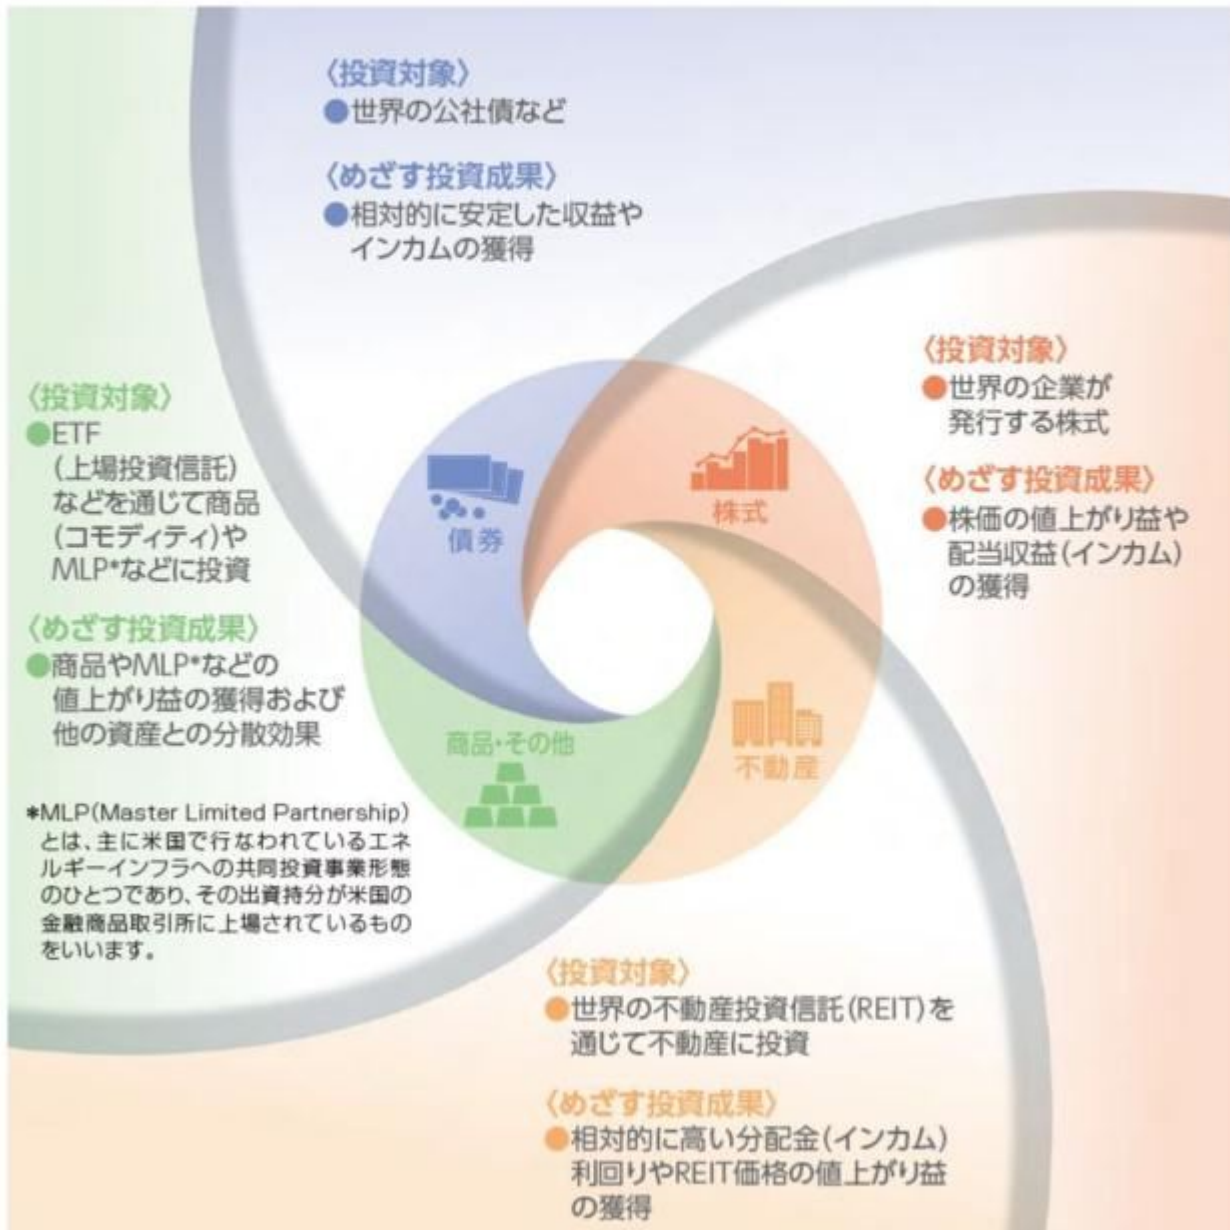 〈投資対象〉
●世界の公社債など
〈めざす投資成果〉
●相対的に安定した収益や
インカムの獲得
〈投資対象〉
●世界の企業が
発行する株式
〈めざす投資成果〉
●株価の値上がり益や
配当収益(インカム)
の獲得
〈投資対象〉
●ETF
(上場投資信託)
などを通じて商品
(コモディティ)や
MLP*などに投資
〈めざす投資成果〉
●商品やMLP*などの
値上がり益の獲得および
他の資産との分散効果
*MLP(Master Limited Partnership)
とは、主に米国で行なわれているエネ
ルギーインフラへの共同投資事業形態
のひとつであり、その出資持分が米国の
金融商品取引所に上場されているもの
をいいます。
債券
株式
商品・その他
不動産
〈投資対象〉
●世界の不動産投資信託(REIT)を
通じて不動産に投資
〈めざす投資成果〉
●相対的に高い分配金(インカム)
利回りやREIT価格の値上がり益
の獲得